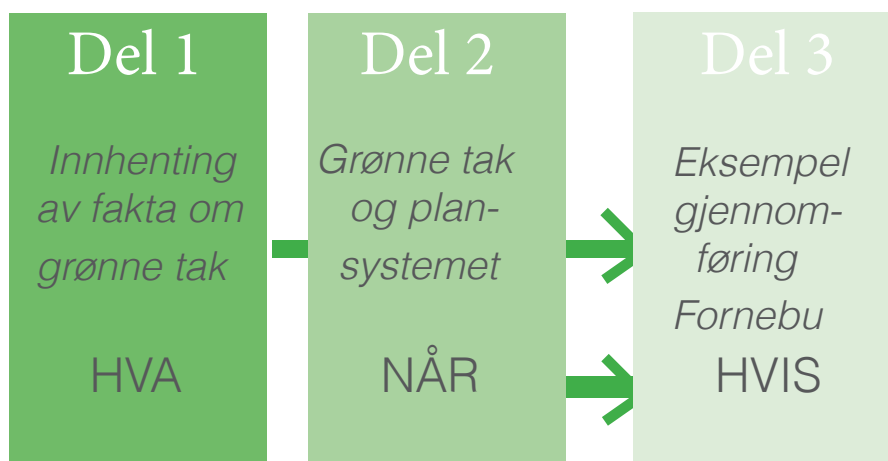 Del 1
Innhenting
av fakta om
grønne tak
HVA
Del 2
Grønne tak
og plan-
systemet
NÅR
Del 3
Eksempel
gjennom-
føring
Fornebu
HVIS